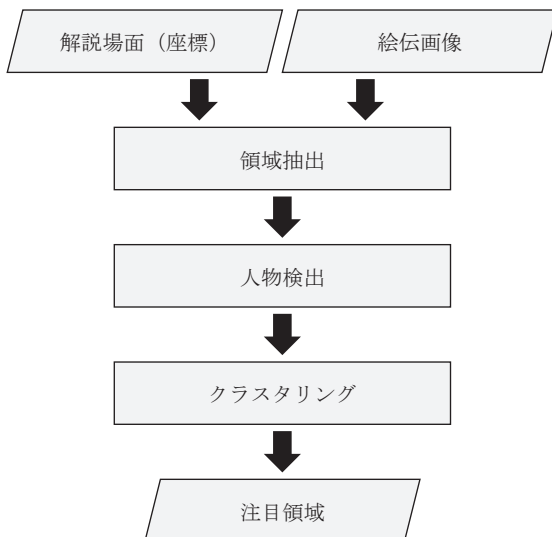 解説場面（座標）
絵伝画像
領域抽出
人物検出
クラスタリング
注目領域